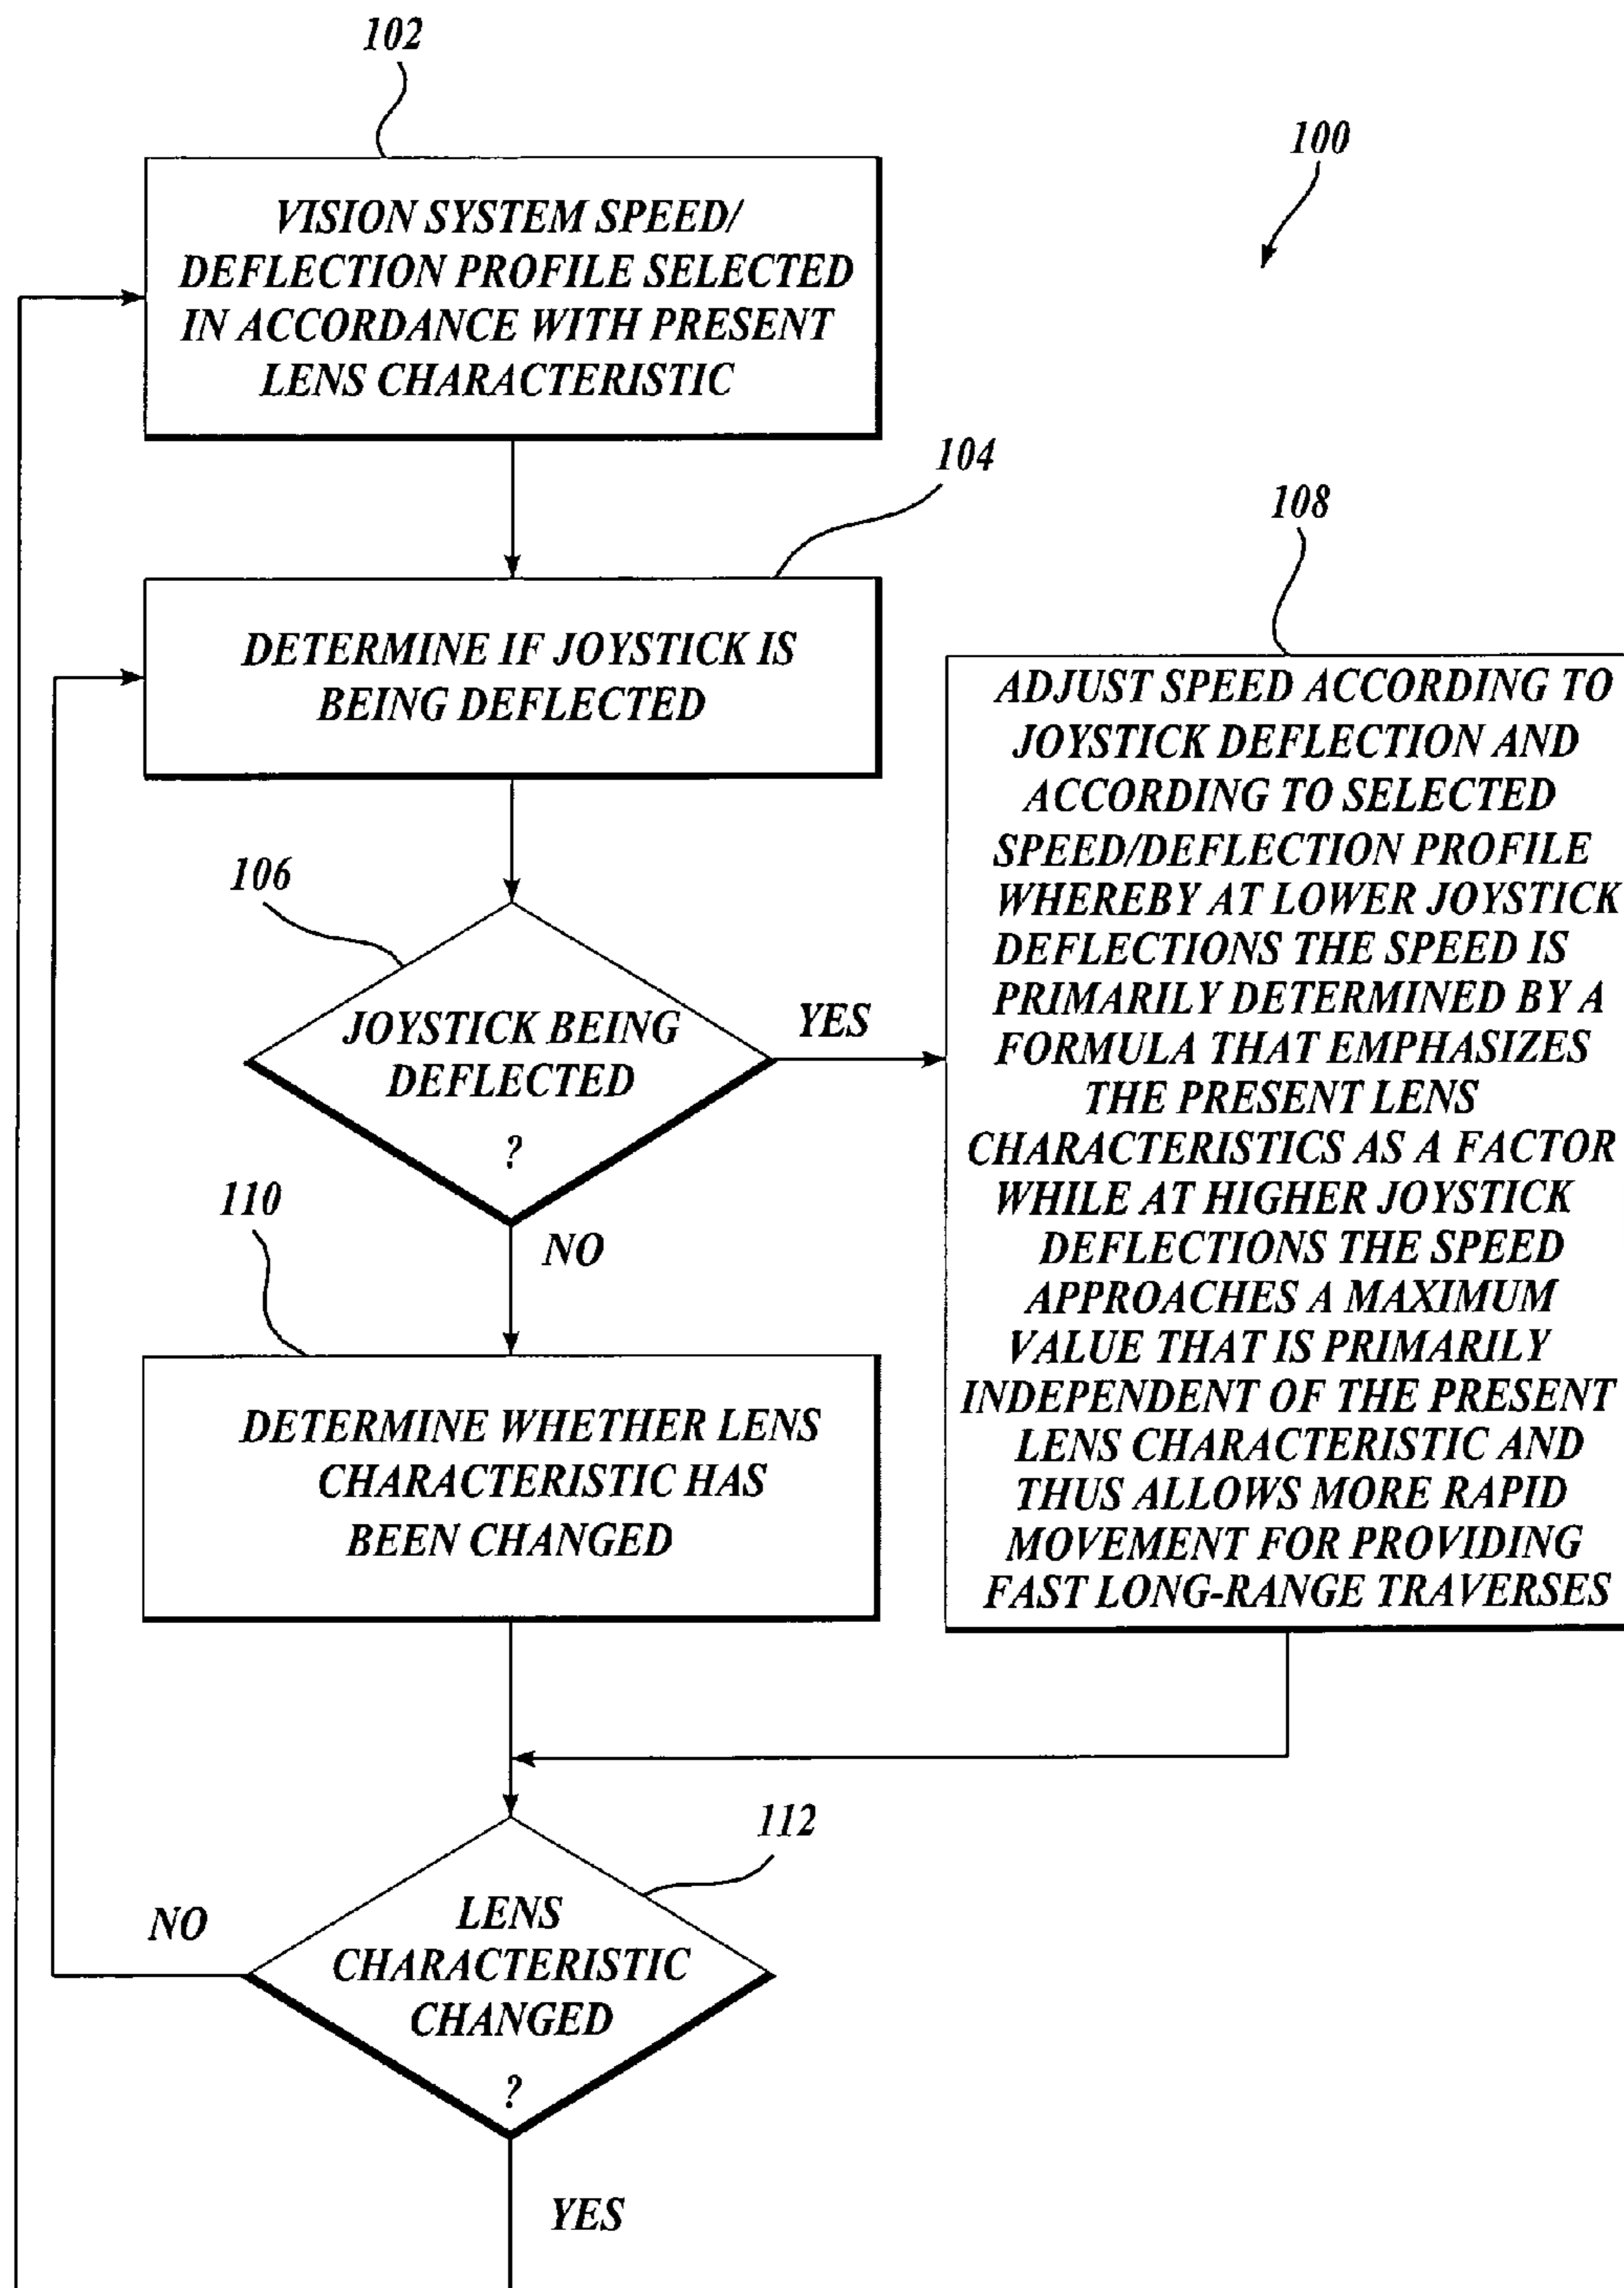 102
100
VISION SYSTEM SPEED/
DEFLECTION PROFILE SELECTED
IN ACCORDANCE WITH PRESENT
LENS CHARACTERISTIC
104
DETERMINE IF JOYSTICK IS
BEING DEFLECTED
108
ADJUST SPEED ACCORDING TO
JOYSTICK DEFLECTION AND
ACCORDING TO SELECTED
SPEED/DEFLECTION PROFILE
WHEREBY AT LOWER JOYSTICK
DEFLECTIONS THE SPEED IS
PRIMARILY DETERMINED BY A
FORMULA THAT EMPHASIZES
THE PRESENT LENS
CHARACTERISTICS AS A FACTOR
WHILE AT HIGHER JOYSTICK
DEFLECTIONS THE SPEED
APPROACHES A MAXIMUM
VALUE THAT IS PRIMARILY
INDEPENDENT OF THE PRESENT
LENS CHARACTERISTIC AND
THUS ALLOWS MORE RAPID
MOVEMENT FOR PROVIDING
FAST LONG-RANGE TRAVERSES
106
JOYSTICK BEING
DEFLECTED
?
YES
NO
110
DETERMINE WHETHER LENS
CHARACTERISTIC HAS
BEEN CHANGED
112
LENS
CHARACTERISTIC
CHANGED
?
NO
YES